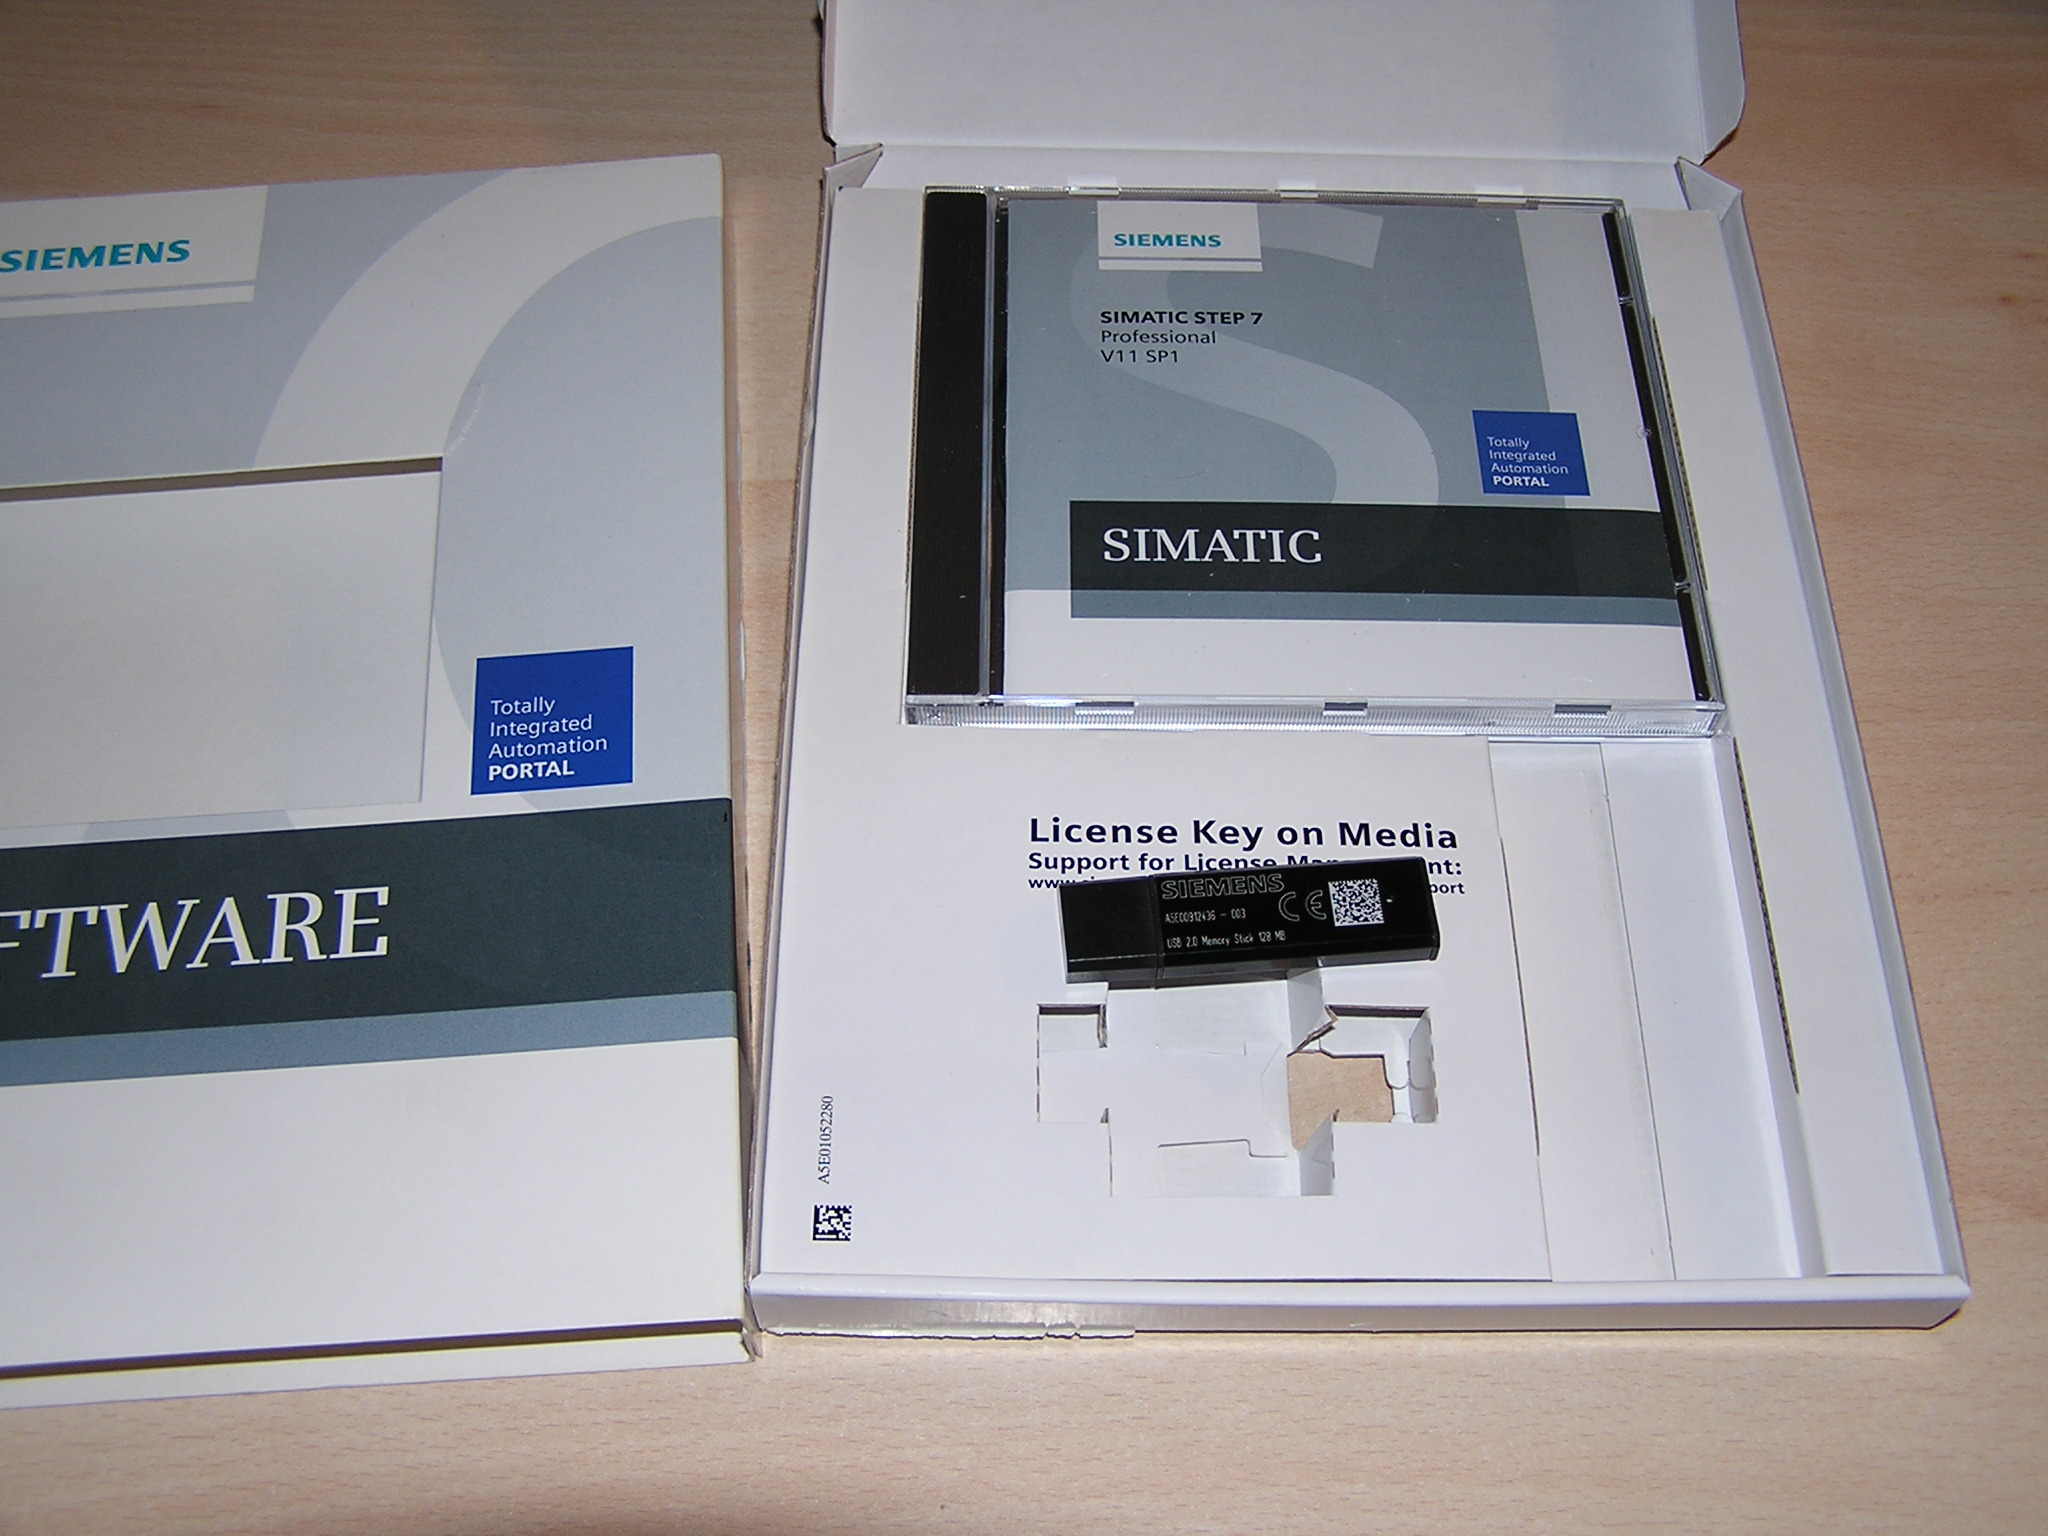 SIEMENS
Totally
Integrated
Automation
PORTAL
FTWARE
SIEMENS
SIMATIC STEP 7
Professional
V11 SP1
Totally
Integrated
Automation
PORTAL
SIMATIC
License Key on Media
Support for License
SIEMENS
A5E00912436 - 003
CE
USB 2.0 Memory Stick 128 MB
A5E01052280